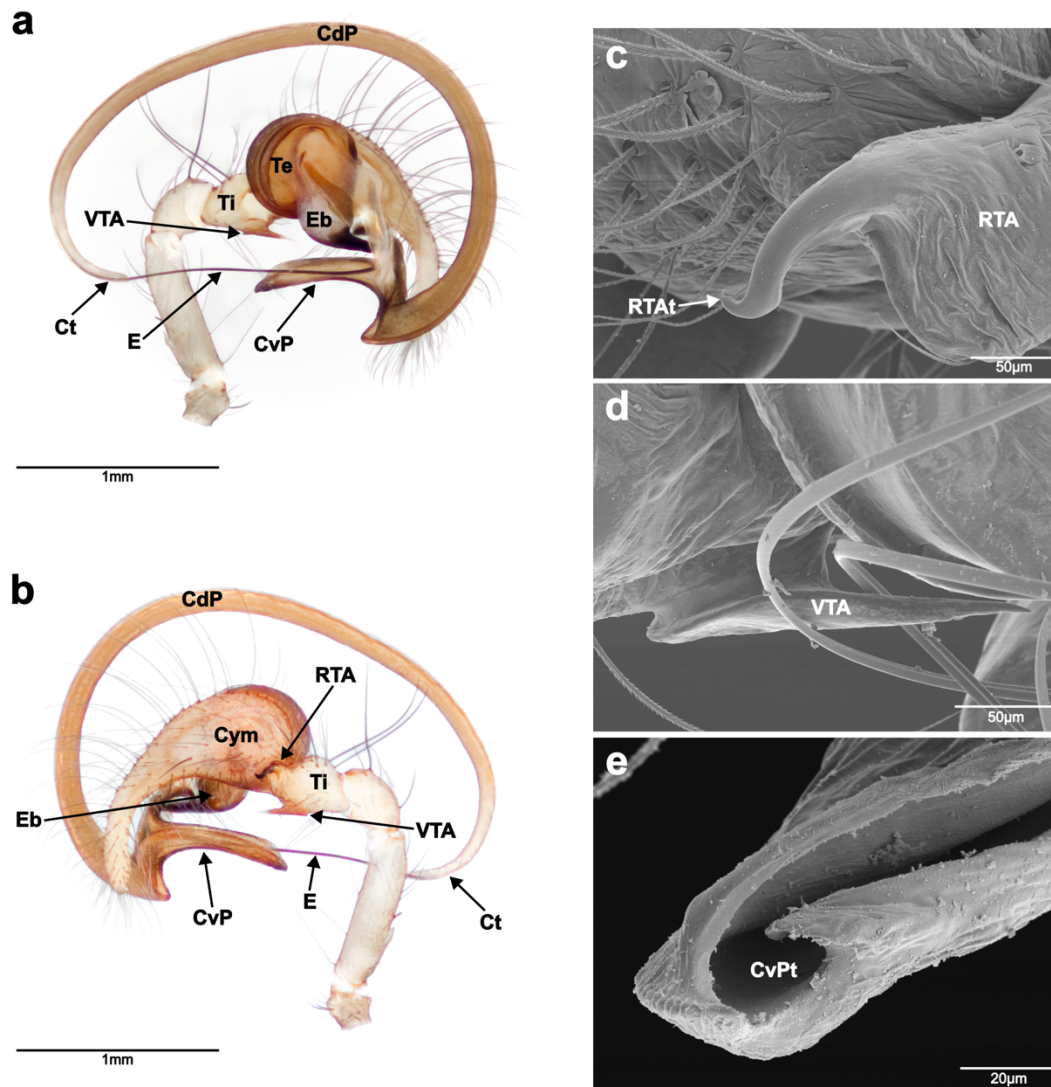 a
CdP
Te
Ti
Eb
VTA
Ct
E
CvP
1mm
b
CdP
RTA
Cym
Ti
Eb
VTA
CvP
E
Ct
1mm
c
RTA
RTAt
50µm
d
VTA
50µm
e
CvPt
20µm